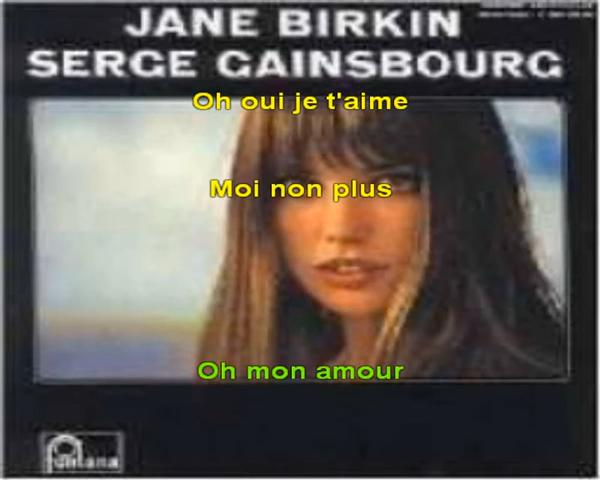 JANE BIRKIN
SERGE GAINSBOURG
Oh oui je t'aime
Moi non plus
Oh mon amour
fontana